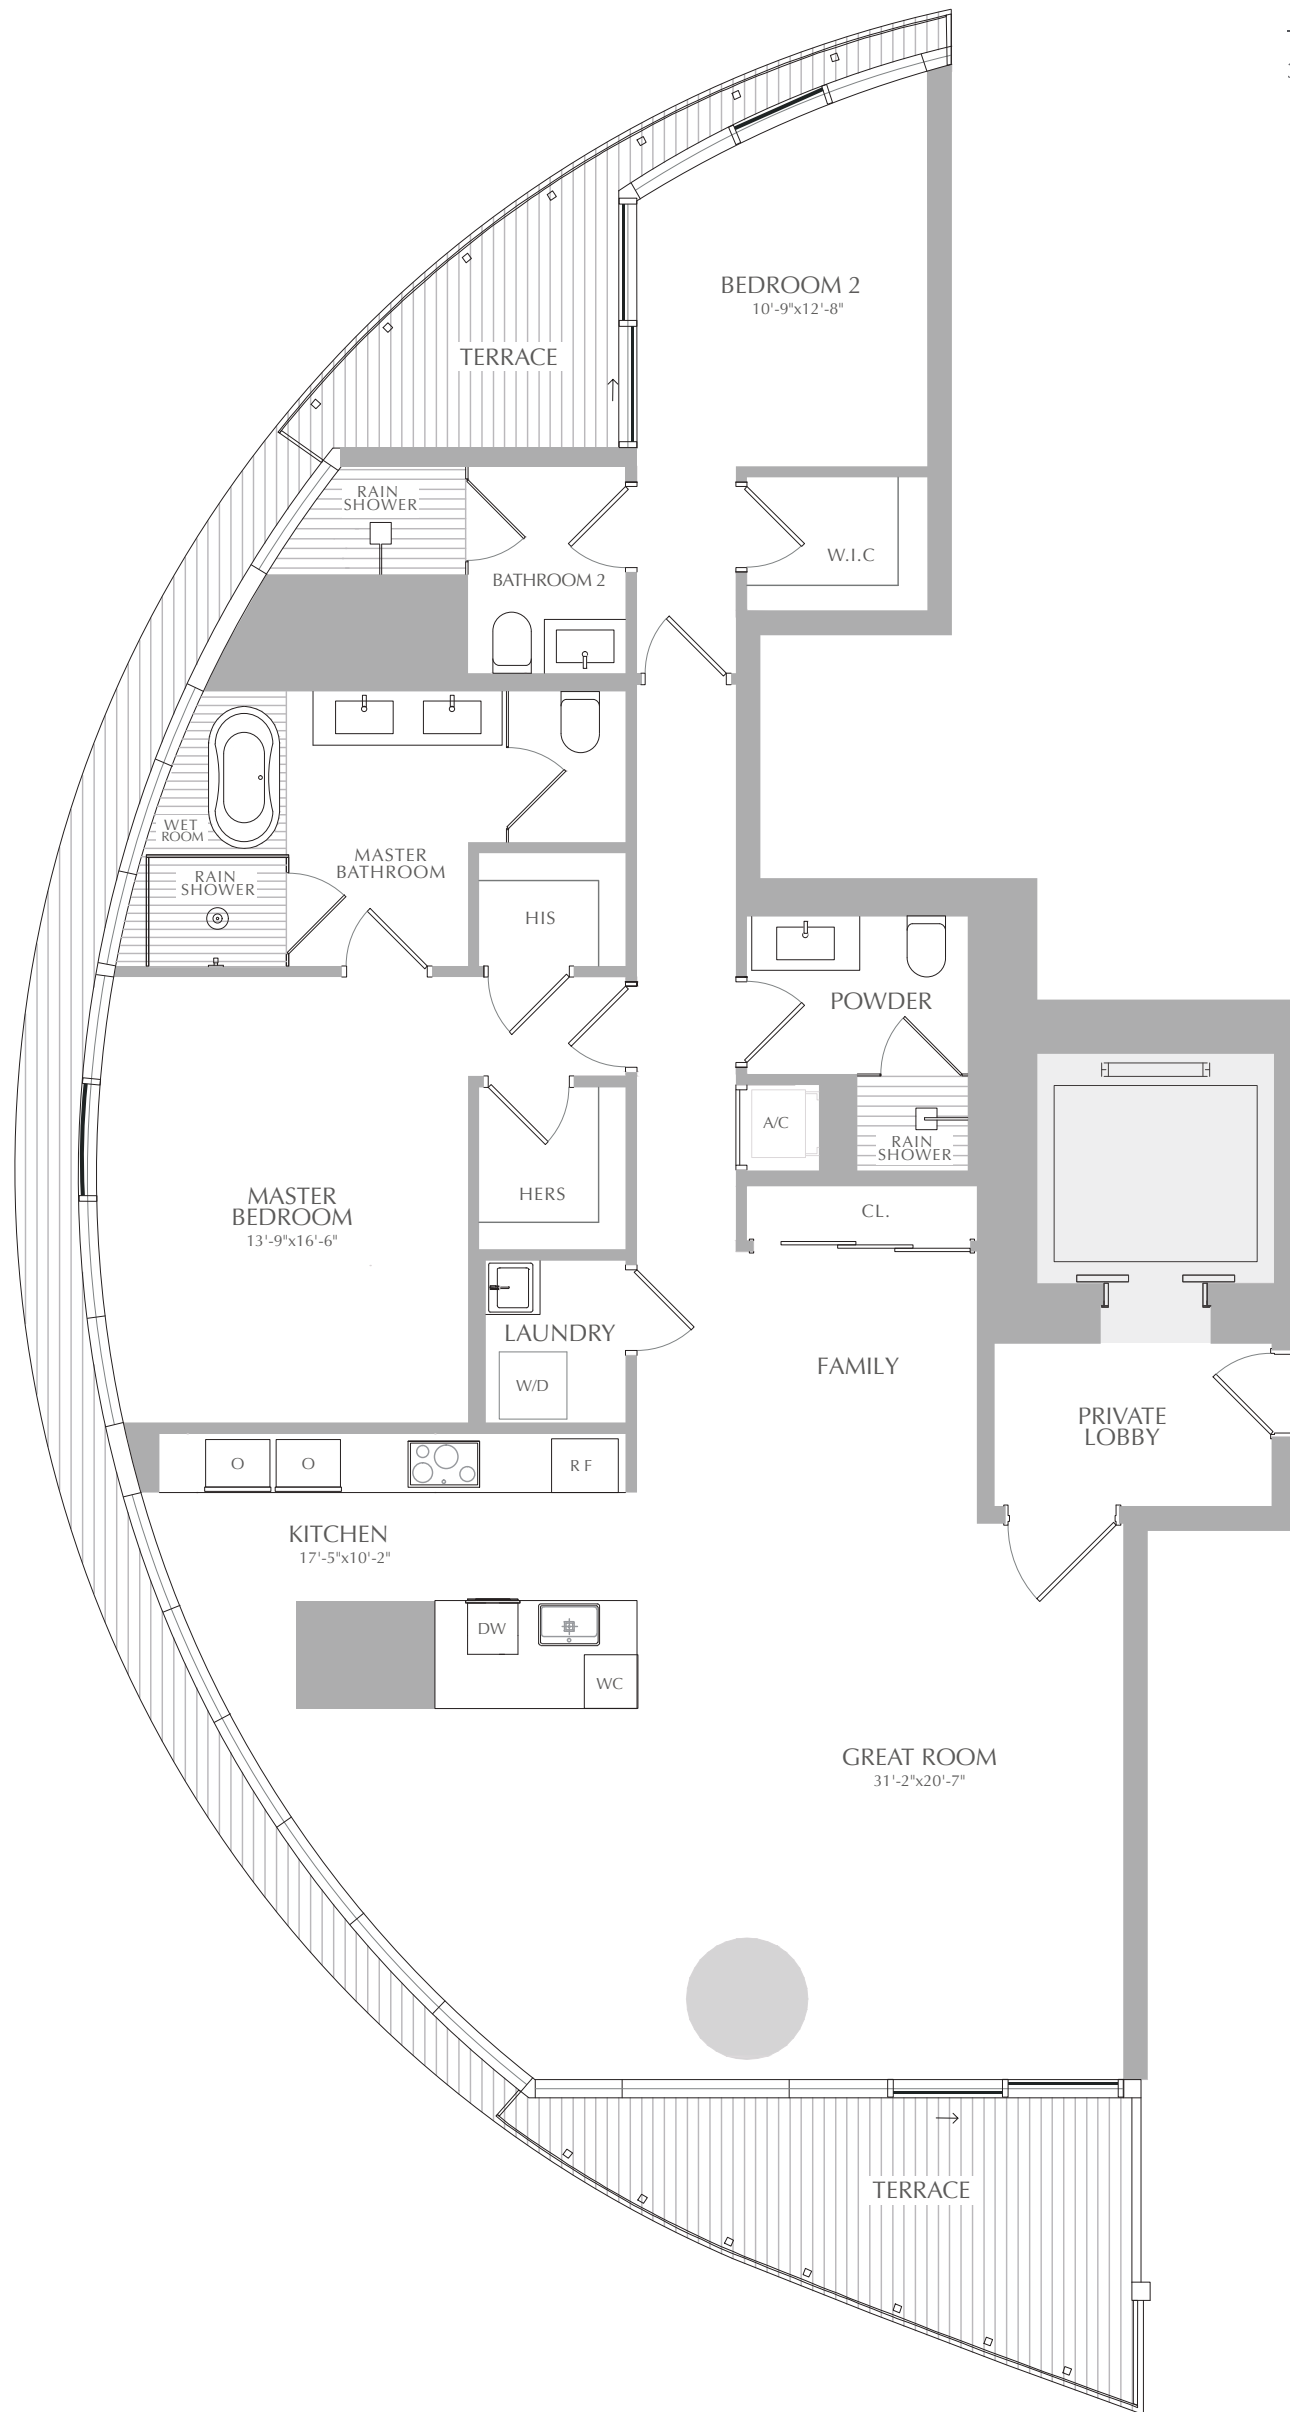 BEDROOM 2
10'-9"x12'-8"
TERRACE
RAIN
SHOWER
W.I.C
BATHROOM 2
WET
ROOM
MASTER
BATHROOM
RAIN
SHOWER
HIS
POWDER
A/C
RAIN
SHOWER
HERS
MASTER
BEDROOM
13'-9"x16'-6"
CL.
LAUNDRY
W/D
FAMILY
PRIVATE
LOBBY
O
O
RF
KITCHEN
17'-5"x10'-2"
DW
WC
GREAT ROOM
31'-2"x20'-7"
TERRACE